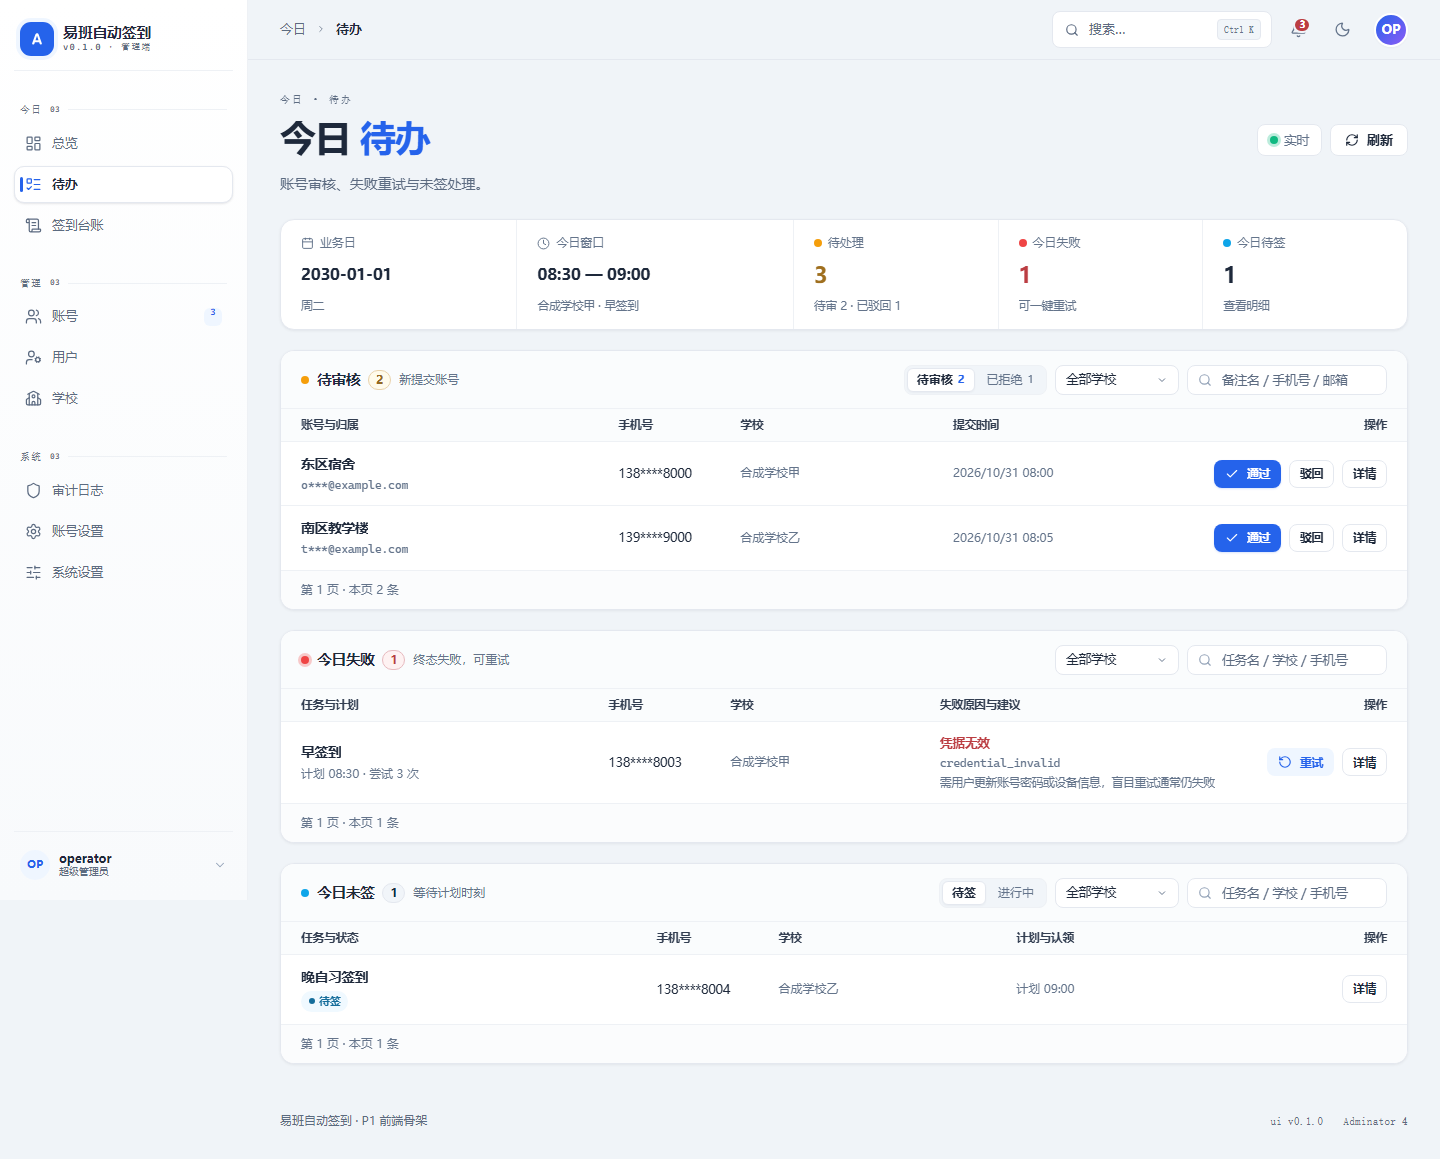 A
易班自动签到
v0.1.0 · 管理端
今日 › 待办
搜索...
Ctrl K
3
OP
今日 03
总览
待办
签到台账
管理 03
账号 3
用户
学校
系统 03
审计日志
账号设置
系统设置
OP
operator
超级管理员
今日 · 待办
今日 待办
实时
刷新
账号审核、失败重试与未签处理。
业务日
2030-01-01
周二
今日窗口
08:30 — 09:00
合成学校甲 · 早签到
待处理
3
待审 2 · 已驳回 1
今日失败
1
可一键重试
今日待签
1
查看明细
待审核 2 新提交账号
待审核 2 已拒绝 1 全部学校 备注名 / 手机号 / 邮箱
账号与归属 手机号 学校 提交时间 操作
东区宿舍
o***@example.com
138****8000 合成学校甲 2026/10/31 08:00 通过 驳回 详情
南区教学楼
t***@example.com
139****9000 合成学校乙 2026/10/31 08:05 通过 驳回 详情
第 1 页 · 本页 2 条
今日失败 1 终态失败，可重试
全部学校 任务名 / 学校 / 手机号
任务与计划 手机号 学校 失败原因与建议 操作
早签到
计划 08:30 · 尝试 3 次
138****8003 合成学校甲
凭据无效
credential_invalid
需用户更新账号密码或设备信息，盲目重试通常仍失败
重试 详情
第 1 页 · 本页 1 条
今日未签 1 等待计划时刻
待签 进行中 全部学校 任务名 / 学校 / 手机号
任务与状态 手机号 学校 计划与认领 操作
晚自习签到
待签
138****8004 合成学校乙 计划 09:00 详情
第 1 页 · 本页 1 条
易班自动签到 · P1 前端骨架
ui v0.1.0 Adminator 4